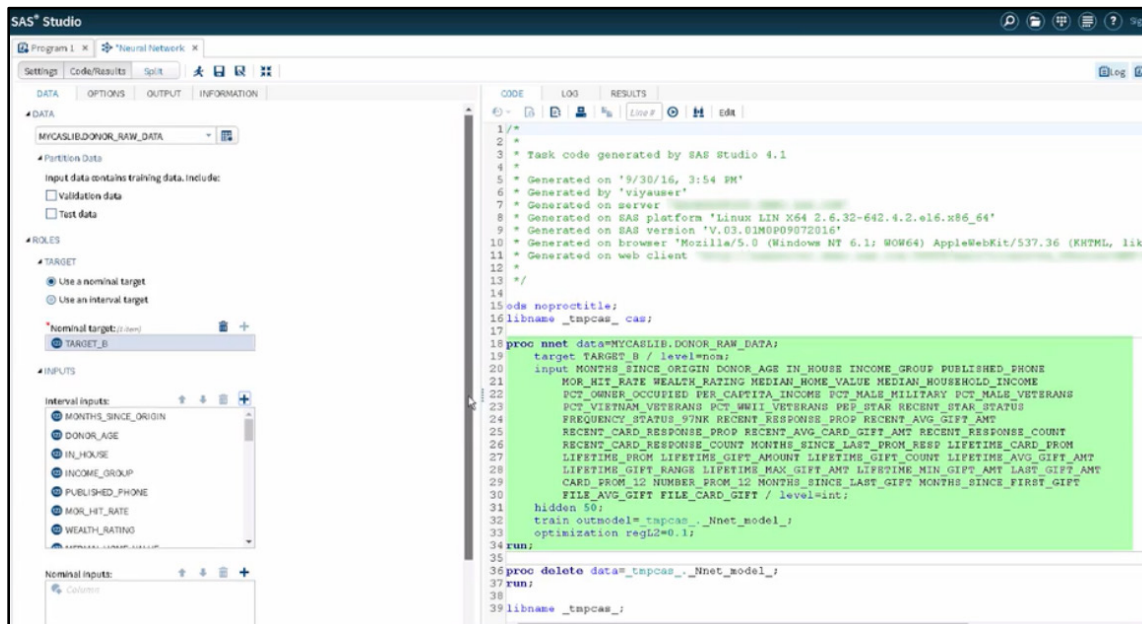 SAS® Studio
Program 1 × *Neural Network ×
Settings Code/Results Split
Log
DATA OPTIONS OUTPUT INFORMATION
DATA
MYCASLIB.DONOR_RAW_DATA
Partition Data
Input data contains training data. Include:
Validation data
Test data
ROLES
TARGET
Use a nominal target
Use an interval target
*Nominal target: (1 item)
TARGET_B
INPUTS
Interval inputs:
MONTHS_SINCE_ORIGIN
DONOR_AGE
IN_HOUSE
INCOME_GROUP
PUBLISHED_PHONE
MOR_HIT_RATE
WEALTH_RATING
MEDIAN_HOME_VALUE
Nominal inputs:
Column
CODE LOG RESULTS
Line # Edit
1 /*
2 *
3 * Task code generated by SAS Studio 4.1
4 *
5 * Generated on '9/30/16, 3:54 PM'
6 * Generated by 'viyauser'
7 * Generated on server
8 * Generated on SAS platform 'Linux LIN X64 2.6.32-642.4.2.el6.x86_64'
9 * Generated on SAS version 'V.03.01M0P09072016'
10 * Generated on browser 'Mozilla/5.0 (Windows NT 6.1; WOW64) AppleWebKit/537.36 (KHTML, lik
11 * Generated on web client
12 *
13 */
14
15 ods noproctitle;
16 libname _tmpcas_ cas;
17
18 proc nnet data=MYCASLIB.DONOR_RAW_DATA;
19 target TARGET_B / level=nom;
20 input MONTHS_SINCE_ORIGIN DONOR_AGE IN_HOUSE INCOME_GROUP PUBLISHED_PHONE
21 MOR_HIT_RATE WEALTH_RATING MEDIAN_HOME_VALUE MEDIAN_HOUSEHOLD_INCOME
22 PCT_OWNER_OCCUPIED PER_CAPTITA_INCOME PCT_MALE_MILITARY PCT_MALE_VETERANS
23 PCT_VIETNAM_VETERANS PCT_WWII_VETERANS PEP_STAR RECENT_STAR_STATUS
24 FREQUENCY_STATUS_97NK RECENT_RESPONSE_PROP RECENT_AVG_GIFT_AMT
25 RECENT_CARD_RESPONSE_PROP RECENT_AVG_CARD_GIFT_AMT RECENT_RESPONSE_COUNT
26 RECENT_CARD_RESPONSE_COUNT MONTHS_SINCE_LAST_PROM_RESP LIFETIME_CARD_PROM
27 LIFETIME_PROM LIFETIME_GIFT_AMOUNT LIFETIME_GIFT_COUNT LIFETIME_AVG_GIFT_AMT
28 LIFETIME_GIFT_RANGE LIFETIME_MAX_GIFT_AMT LIFETIME_MIN_GIFT_AMT LAST_GIFT_AMT
29 CARD_PROM_12 NUMBER_PROM_12 MONTHS_SINCE_LAST_GIFT MONTHS_SINCE_FIRST_GIFT
30 FILE_AVG_GIFT FILE_CARD_GIFT / level=int;
31 hidden 50;
32 train outmodel=_tmpcas_._Nnet_model_;
33 optimization regL2=0.1;
34 run;
35
36 proc delete data=_tmpcas_._Nnet_model_;
37 run;
38
39 libname _tmpcas_;